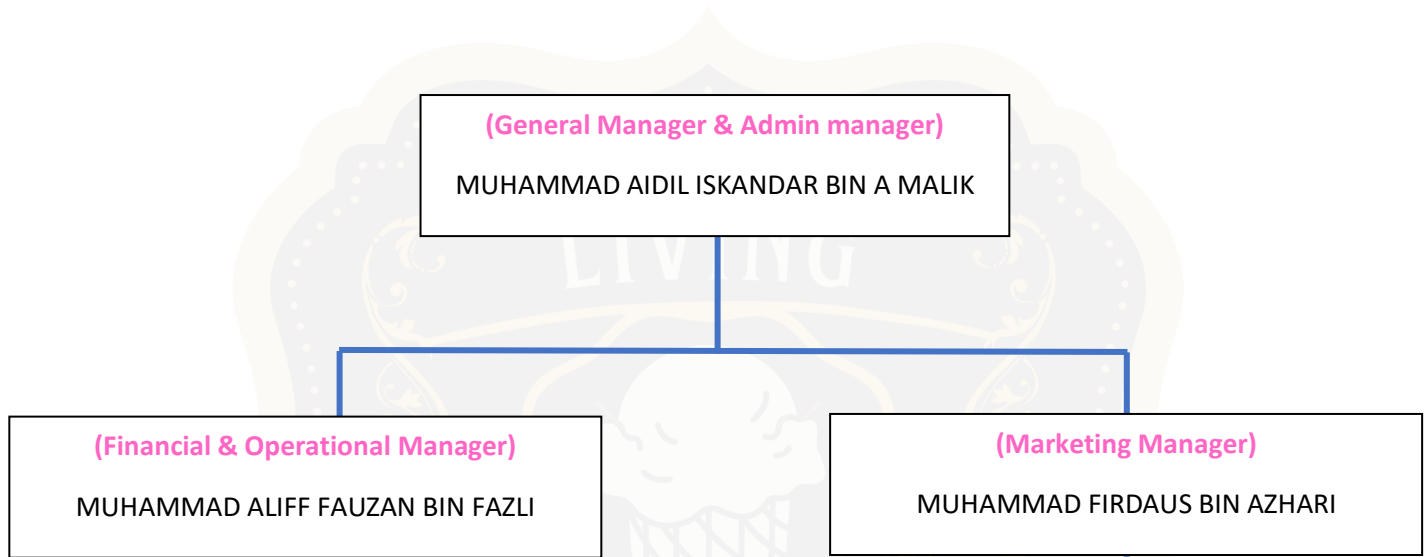 (General Manager & Admin manager)
MUHAMMAD AIDIL ISKANDAR BIN A MALIK
LIVING
(Financial & Operational Manager)
MUHAMMAD ALIFF FAUZAN BIN FAZLI
(Marketing Manager)
MUHAMMAD FIRDAUS BIN AZHARI